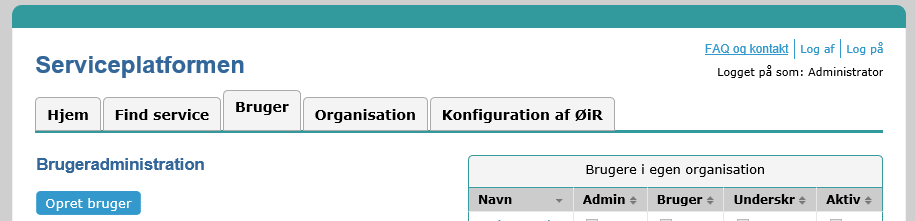 FAQ og kontakt Log af Log på
Serviceplatformen
Logget på som: Administrator
Hjem Find service Bruger Organisation Konfiguration af ØiR
Brugeradministration
Brugere i egen organisation
Opret bruger
Navn Admin Bruger Underskr Aktiv